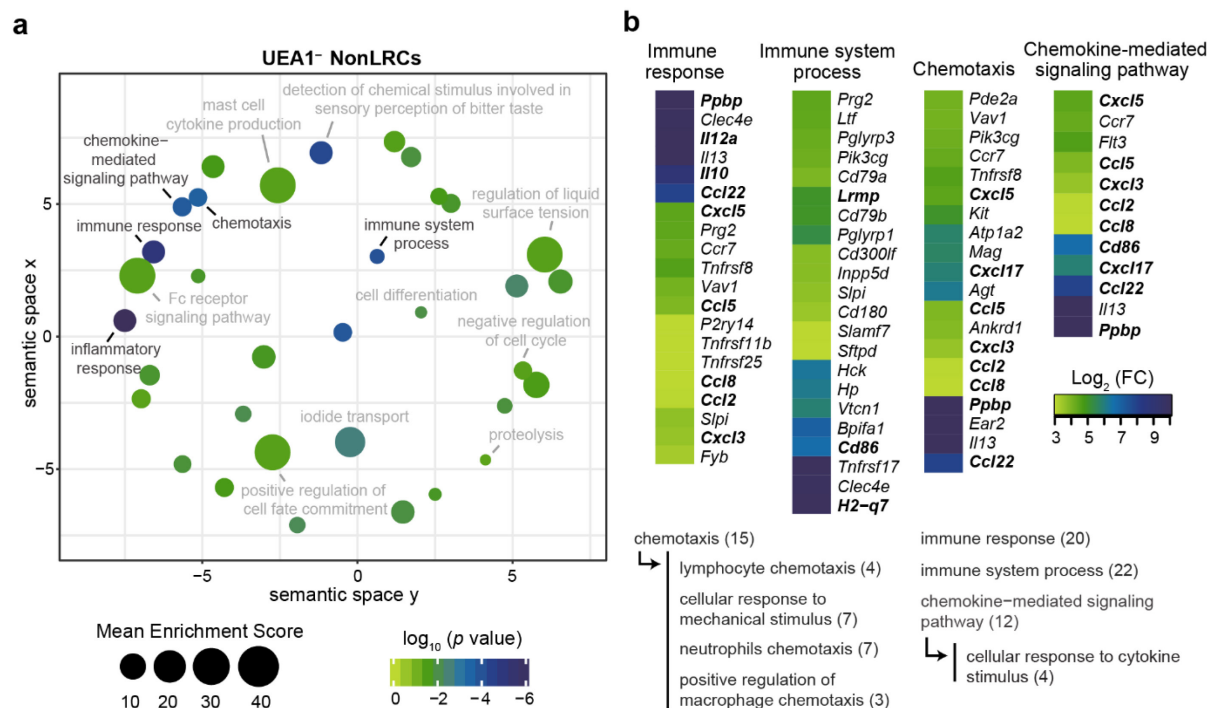 a
UEA1⁻ NonLRCs
detection of chemical stimulus involved in
sensory perception of bitter taste
mast cell
cytokine production
chemokine−
mediated
signaling pathway
chemotaxis
regulation of liquid
surface tension
immune response
immune system
process
Fc receptor
signaling pathway
cell differentiation
negative regulation
of cell cycle
inflammatory
response
iodide transport
proteolysis
positive regulation of
cell fate commitment
semantic space x
5
0
−5
−5
0
5
semantic space y
Mean Enrichment Score
10 20 30 40
log₁₀ (p value)
0 −2 −4 −6
b
Immune
response
Ppbp
Clec4e
Il12a
Il13
Il10
Ccl22
Cxcl5
Prg2
Ccr7
Tnfrsf8
Vav1
Ccl5
P2ry14
Tnfrsf11b
Tnfrsf25
Ccl8
Ccl2
Slpi
Cxcl3
Fyb
Immune system
process
Prg2
Ltf
Pglyrp3
Pik3cg
Cd79a
Lrmp
Cd79b
Pglyrp1
Cd300lf
Inpp5d
Slpi
Cd180
Slamf7
Sftpd
Hck
Hp
Vtcn1
Bpifa1
Cd86
Tnfrsf17
Clec4e
H2−q7
Chemotaxis
Pde2a
Vav1
Pik3cg
Ccr7
Tnfrsf8
Cxcl5
Kit
Atp1a2
Mag
Cxcl17
Agt
Ccl5
Ankrd1
Cxcl3
Ccl2
Ccl8
Ppbp
Ear2
Il13
Ccl22
Chemokine-mediated
signaling pathway
Cxcl5
Ccr7
Flt3
Ccl5
Cxcl3
Ccl2
Ccl8
Cd86
Cxcl17
Ccl22
Il13
Ppbp
Log₂ (FC)
3 5 7 9
chemotaxis (15)
lymphocyte chemotaxis (4)
cellular response to
mechanical stimulus (7)
neutrophils chemotaxis (7)
positive regulation of
macrophage chemotaxis (3)
immune response (20)
immune system process (22)
chemokine−mediated signaling
pathway (12)
cellular response to cytokine
stimulus (4)